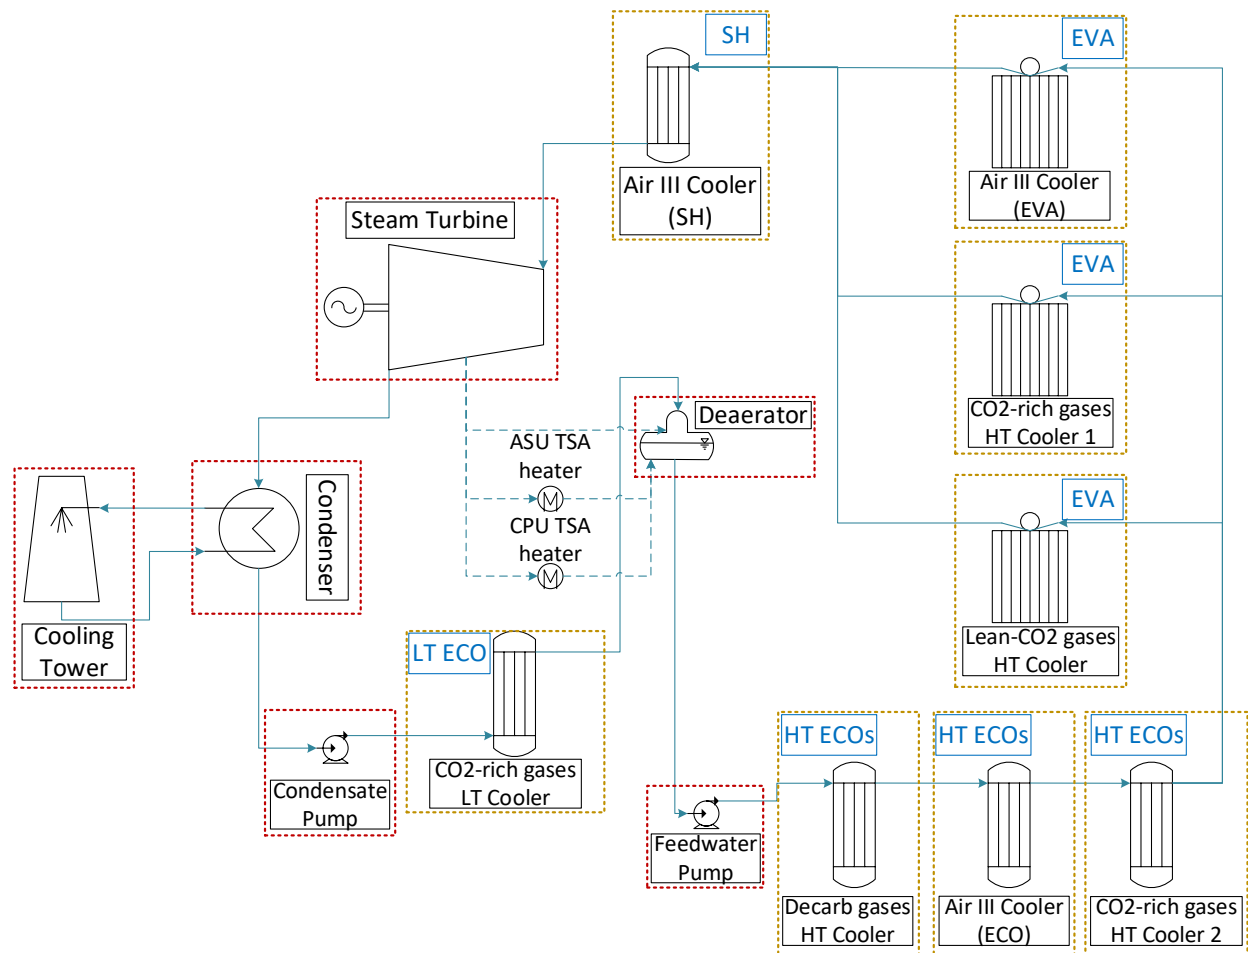 SH
EVA
Air III Cooler
(SH)
Air III Cooler
(EVA)
Steam Turbine
EVA
CO2-rich gases
HT Cooler 1
Deaerator
ASU TSA
heater
CPU TSA
heater
Condenser
EVA
Lean-CO2 gases
HT Cooler
Cooling
Tower
LT ECO
CO2-rich gases
LT Cooler
Condensate
Pump
HT ECOs
HT ECOs
HT ECOs
Feedwater
Pump
Decarb gases
HT Cooler
Air III Cooler
(ECO)
CO2-rich gases
HT Cooler 2